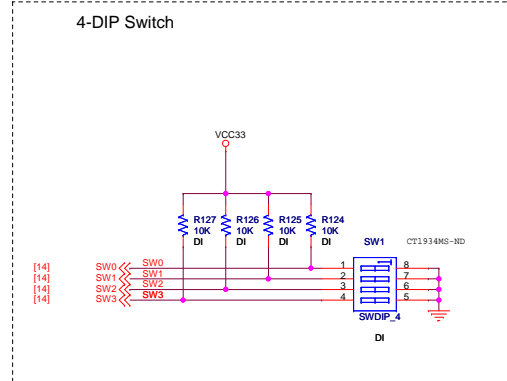 4-DIP Switch
VCC33
R127 R126 R125 R124
10K 10K 10K 10K
DI DI DI DI
SW1 CT1934MS-ND
[14] SW0 SW0 1 8
[14] SW1 SW1 2 7
[14] SW2 SW2 3 6
[14] SW3 SW3 4 5
SWDIP_4
DI